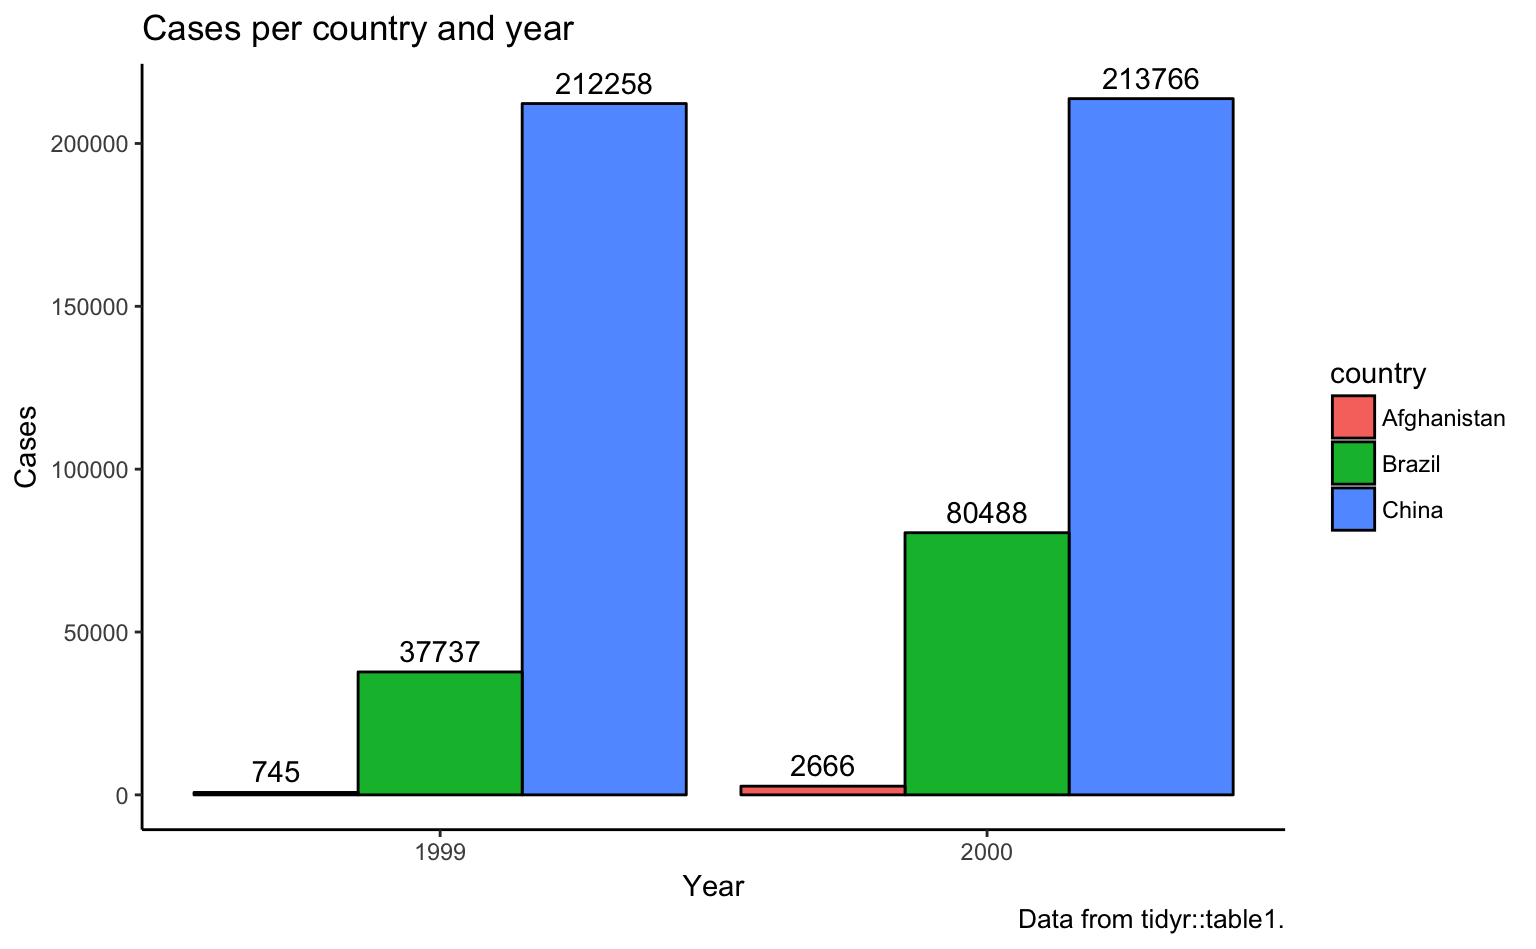 Cases per country and year
212258
213766
200000
150000
country
Afghanistan
Cases
100000
Brazil
80488
China
50000
37737
745
2666
0
1999
2000
Year
Data from tidyr::table1.